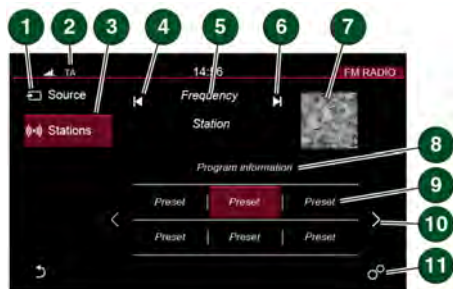 1 2 3 4 5 6 7
TA 14:56 FM RADIO
Source Frequency
Stations Station
8
Program information
9
Preset Preset Preset
10
Preset Preset Preset
11